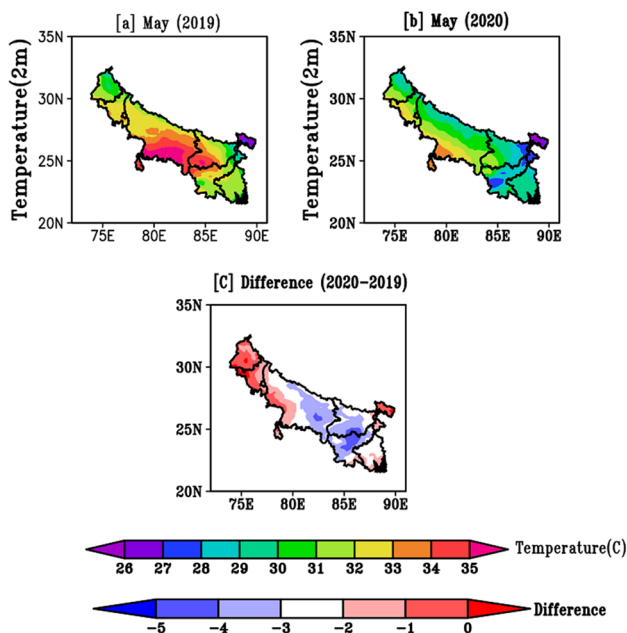 [a] May (2019)
[b] May (2020)
Temperature(2m)
35N
30N
25N
20N
75E 80E 85E 90E
Temperature(2m)
35N
30N
25N
20N
75E 80E 85E 90E
[C] Difference (2020-2019)
35N
30N
25N
20N
75E 80E 85E 90E
Temperature(C)
26 27 28 29 30 31 32 33 34 35
Difference
-5 -4 -3 -2 -1 0